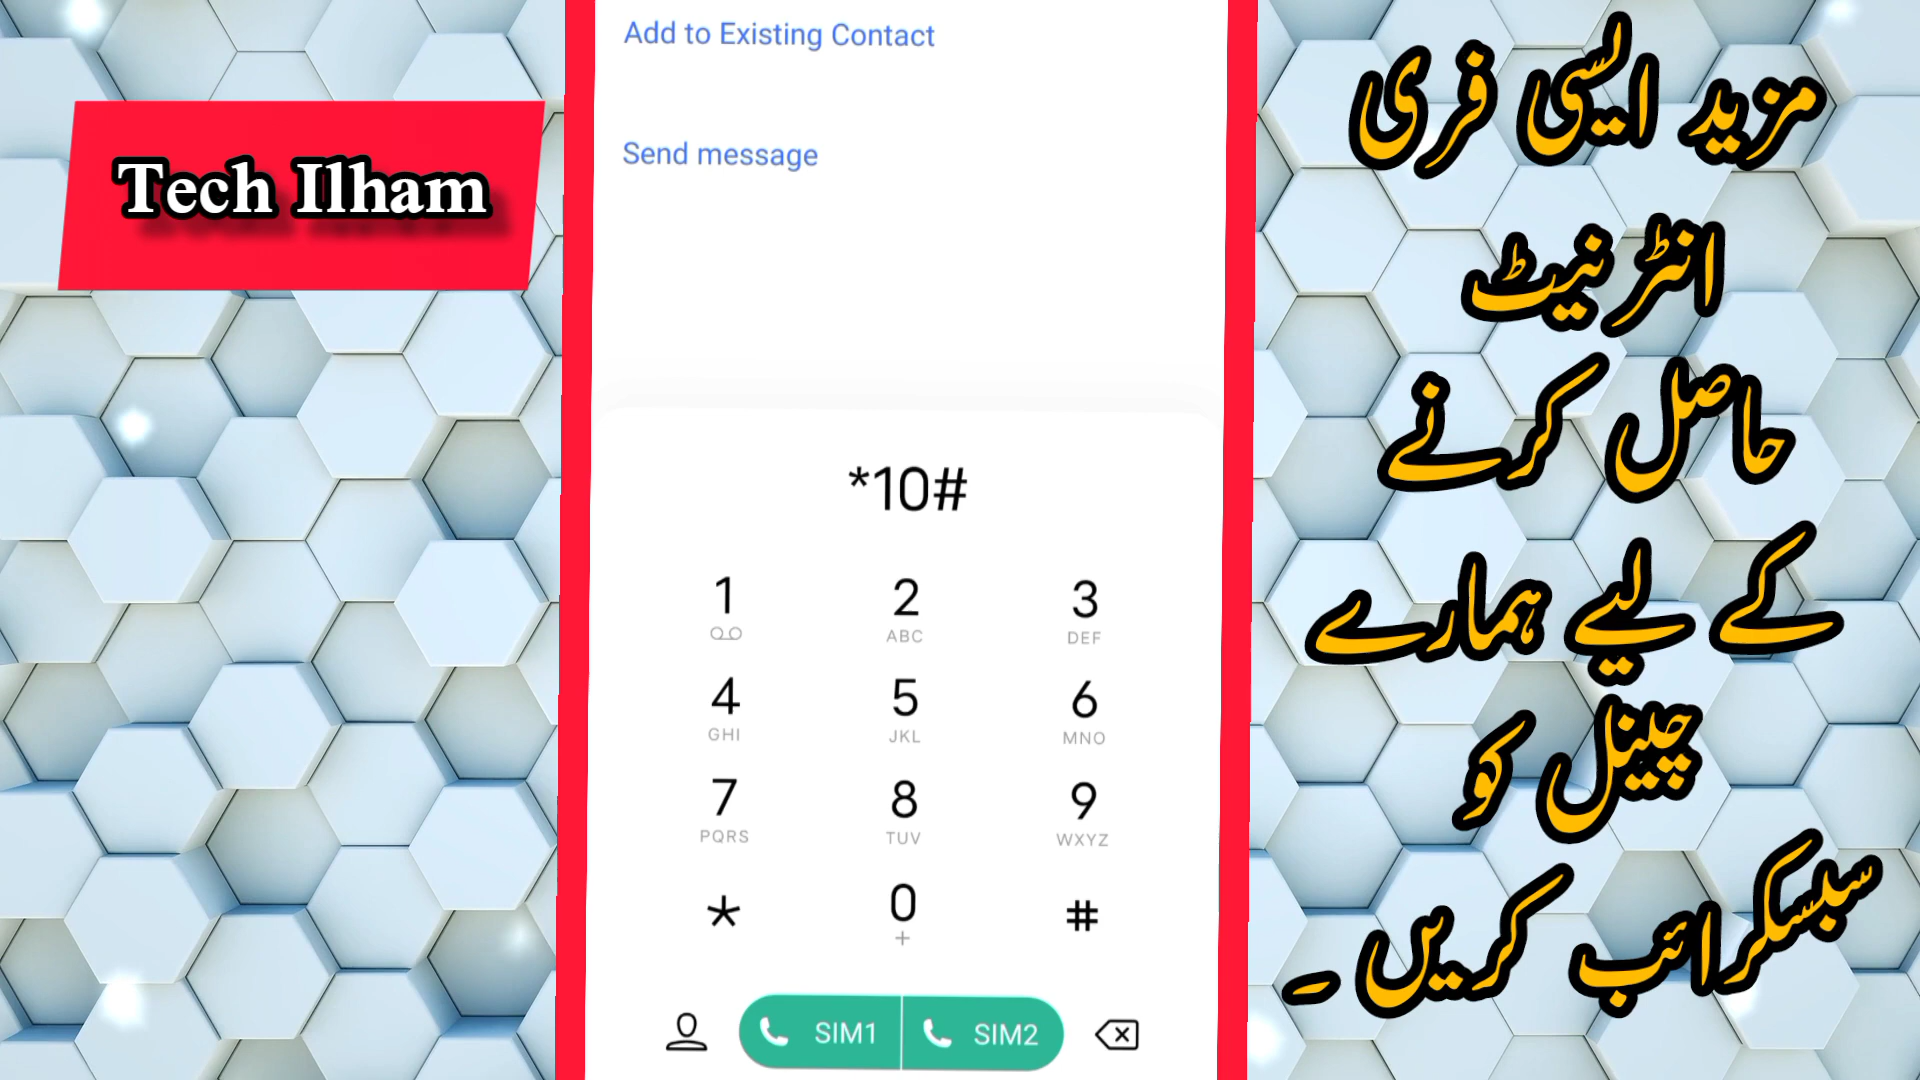 Tech Ilham
Add to Existing Contact
Send message
*10#
1
2 ABC
3 DEF
4 GHI
5 JKL
6 MNO
7 PQRS
8 TUV
9 WXYZ
*
0 +
#
SIM1
SIM2
مزید ایسی فری
انٹرنیٹ
حاصل کرنے
کے لیے ہمارے
چینل کو
سبسکرائب کریں ۔